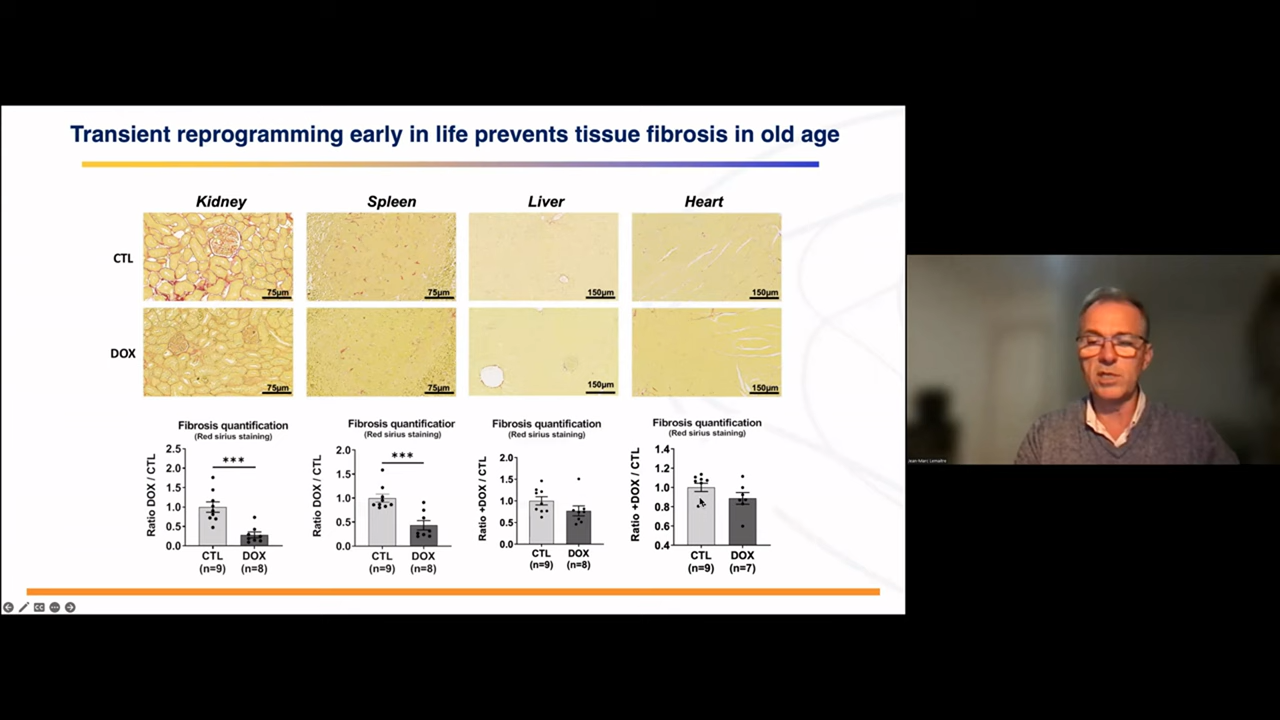 Transient reprogramming early in life prevents tissue fibrosis in old age
Kidney
Spleen
Liver
Heart
CTL
75µm
75µm
150µm
150µm
DOX
75µm
75µm
150µm
150µm
Fibrosis quantification
(Red sirius staining)
Ratio DOX / CTL
2.5
2.0
1.5
1.0
0.5
0.0
***
CTL
(n=9)
DOX
(n=8)
Fibrosis quantificatior
(Red sirius staining)
Ratio DOX / CTL
2.0
1.5
1.0
0.5
0.0
***
CTL
(n=9)
DOX
(n=8)
Fibrosis quantification
(Red sirius staining)
Ratio +DOX / CTL
2.0
1.5
1.0
0.5
0.0
CTL
(n=9)
DOX
(n=8)
Fibrosis quantification
(Red sirius staining)
Ratio +DOX / CTL
1.4
1.2
1.0
0.8
0.6
0.4
CTL
(n=9)
DOX
(n=7)
Jean-Marc Lemaitre